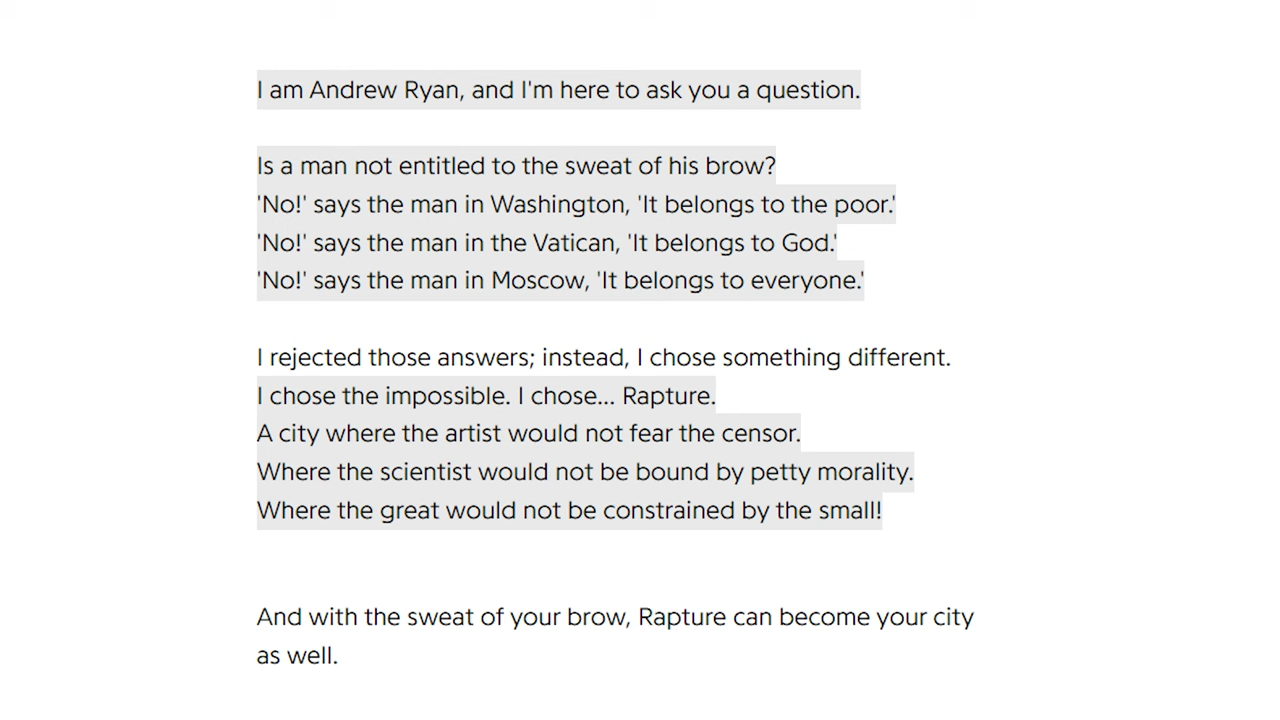 I am Andrew Ryan, and I'm here to ask you a question.
Is a man not entitled to the sweat of his brow?
'No!' says the man in Washington, 'It belongs to the poor.'
'No!' says the man in the Vatican, 'It belongs to God.'
'No!' says the man in Moscow, 'It belongs to everyone.'
I rejected those answers; instead, I chose something different.
I chose the impossible. I chose... Rapture.
A city where the artist would not fear the censor.
Where the scientist would not be bound by petty morality.
Where the great would not be constrained by the small!
And with the sweat of your brow, Rapture can become your city
as well.